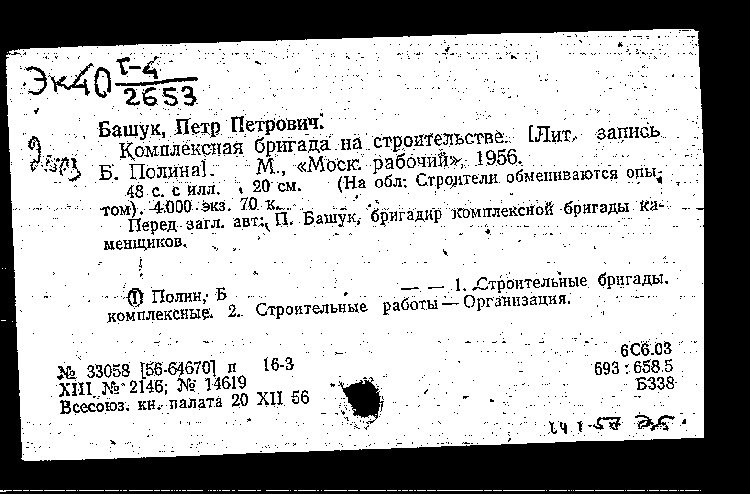 Эк40 Г-4
2653
Башук, Петр Петрович.
Комплексная бригада на строительстве. [Лит. запись
Б. Полина]. М., «Моск. рабочий», 1956.
48 с. с илл. 20 см. (На обл: Строители обмениваются опы-
том). 4.000 экз. 70 к.
Перед загл. авт.: П. Башук, бригадир комплексной бригады ка-
менщиков.
① Полин, Б — — 1. Строительные бригады.
комплексные. 2. Строительные работы — Организация.
6С6.03
№ 33058 [56-64670] п 16-3 693 : 658.5
XIII № 2146; № 14619 Б338
Всесоюз. кн. палата 20 XII 56